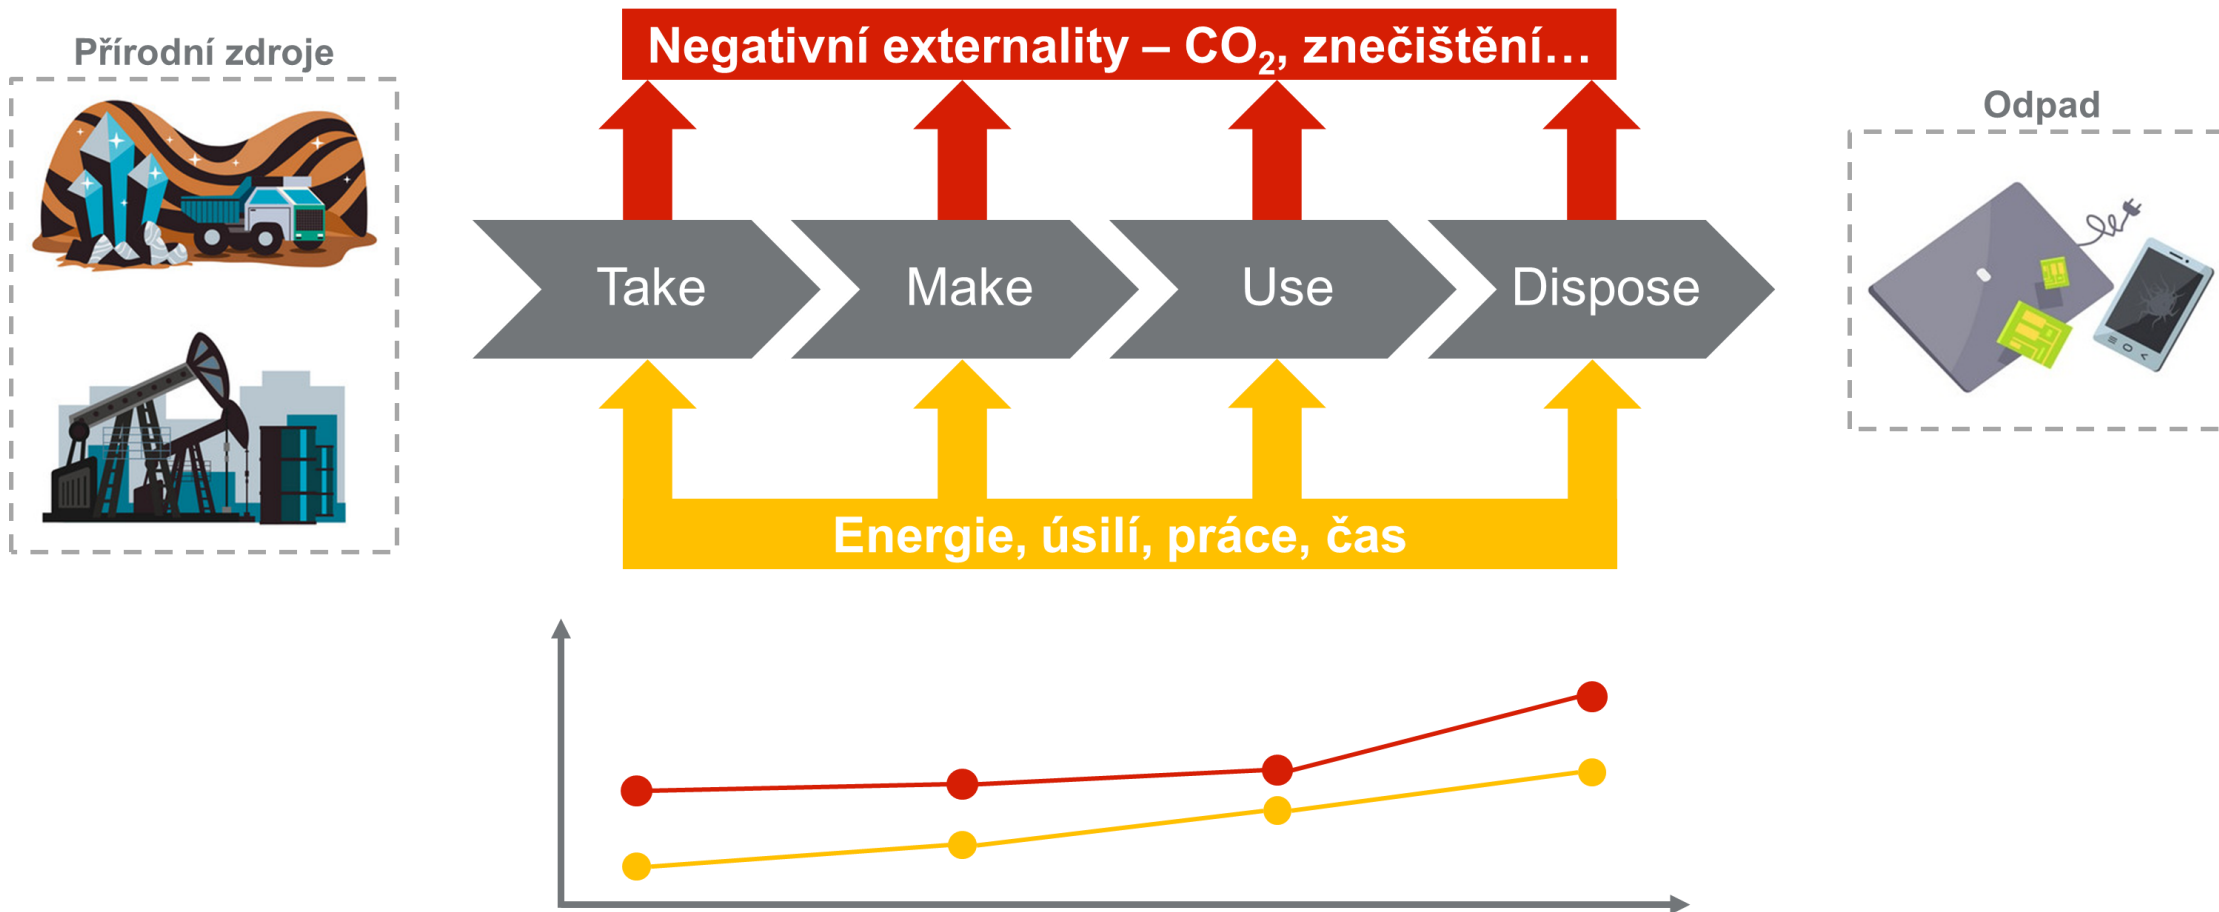 Přírodní zdroje
Negativní externality – CO₂, znečištění…
Odpad
Take
Make
Use
Dispose
Energie, úsilí, práce, čas